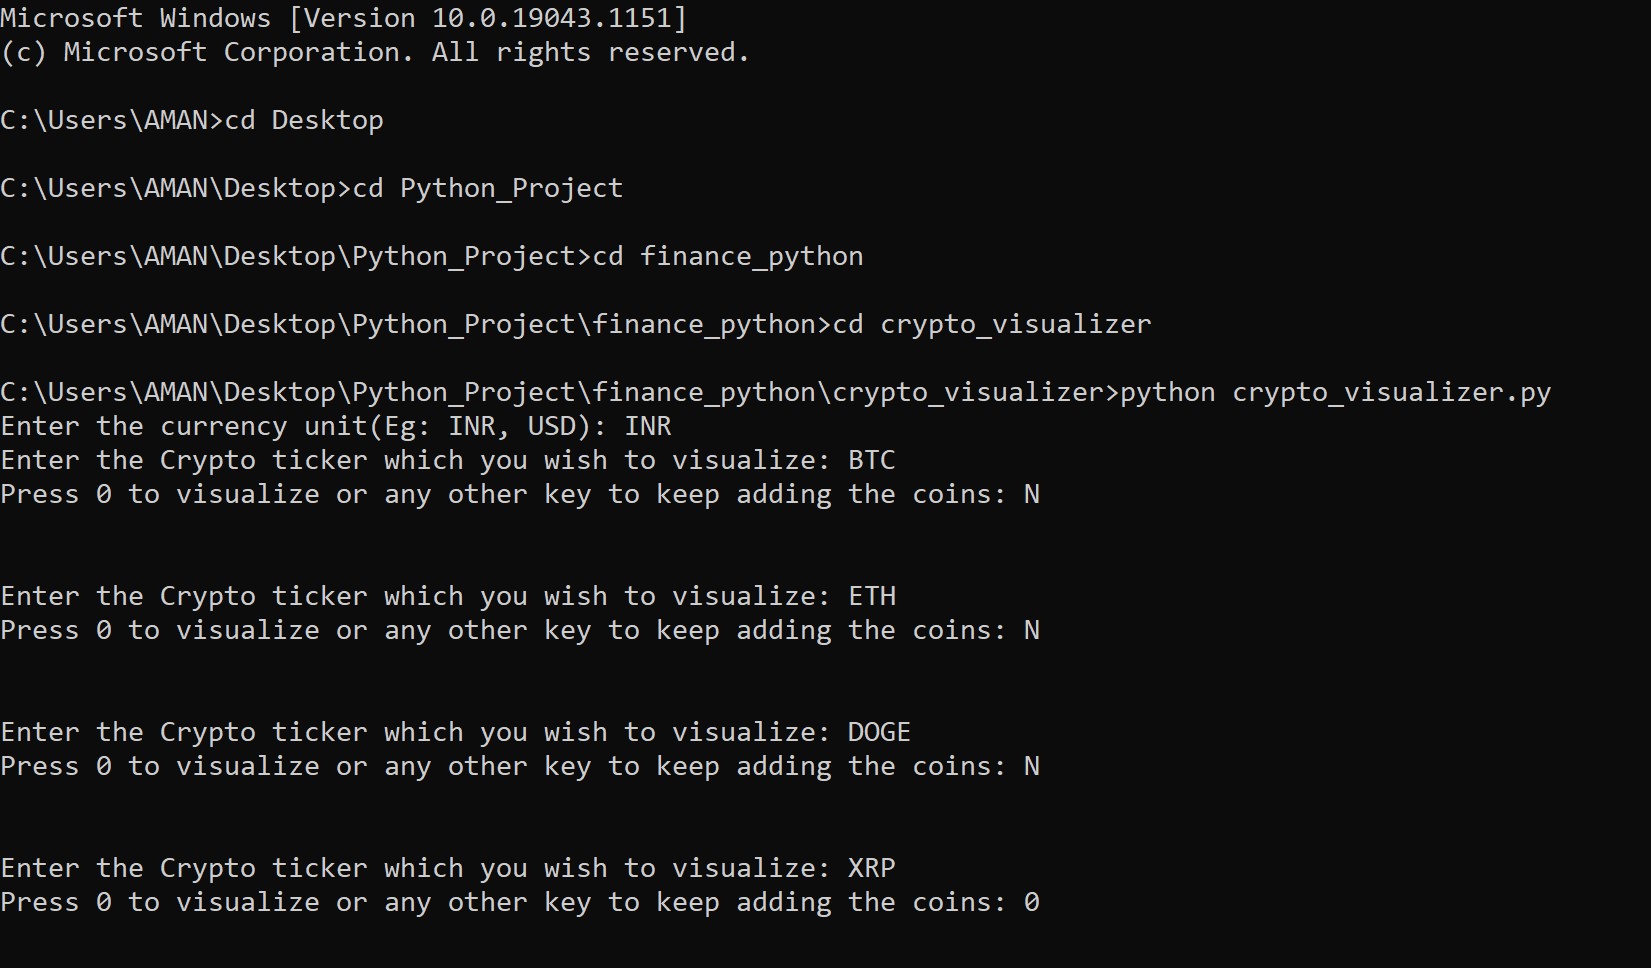 Microsoft Windows [Version 10.0.19043.1151]
(c) Microsoft Corporation. All rights reserved.
C:\Users\AMAN>cd Desktop
C:\Users\AMAN\Desktop>cd Python_Project
C:\Users\AMAN\Desktop\Python_Project>cd finance_python
C:\Users\AMAN\Desktop\Python_Project\finance_python>cd crypto_visualizer
C:\Users\AMAN\Desktop\Python_Project\finance_python\crypto_visualizer>python crypto_visualizer.py
Enter the currency unit(Eg: INR, USD): INR
Enter the Crypto ticker which you wish to visualize: BTC
Press 0 to visualize or any other key to keep adding the coins: N
Enter the Crypto ticker which you wish to visualize: ETH
Press 0 to visualize or any other key to keep adding the coins: N
Enter the Crypto ticker which you wish to visualize: DOGE
Press 0 to visualize or any other key to keep adding the coins: N
Enter the Crypto ticker which you wish to visualize: XRP
Press 0 to visualize or any other key to keep adding the coins: 0